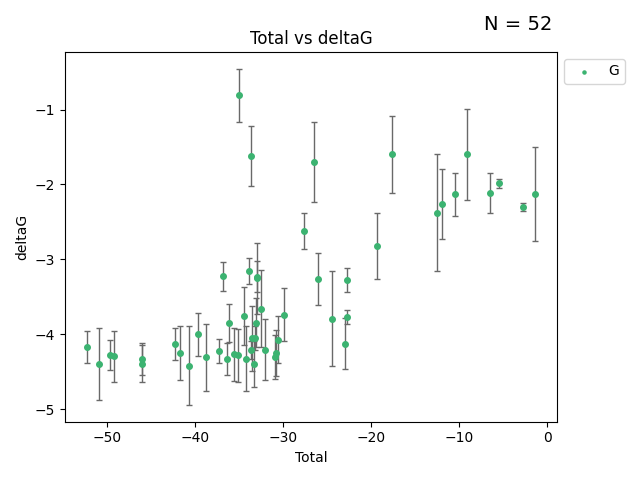 N = 52
Total vs deltaG
G
deltaG
−1
−2
−3
−4
−5
−50 −40 −30 −20 −10 0
Total